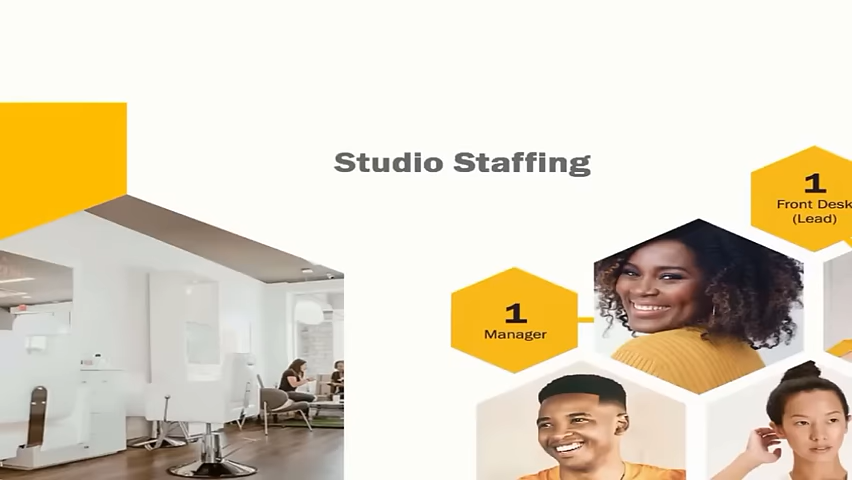 Studio Staffing
1
Front Desk
(Lead)
1
Manager